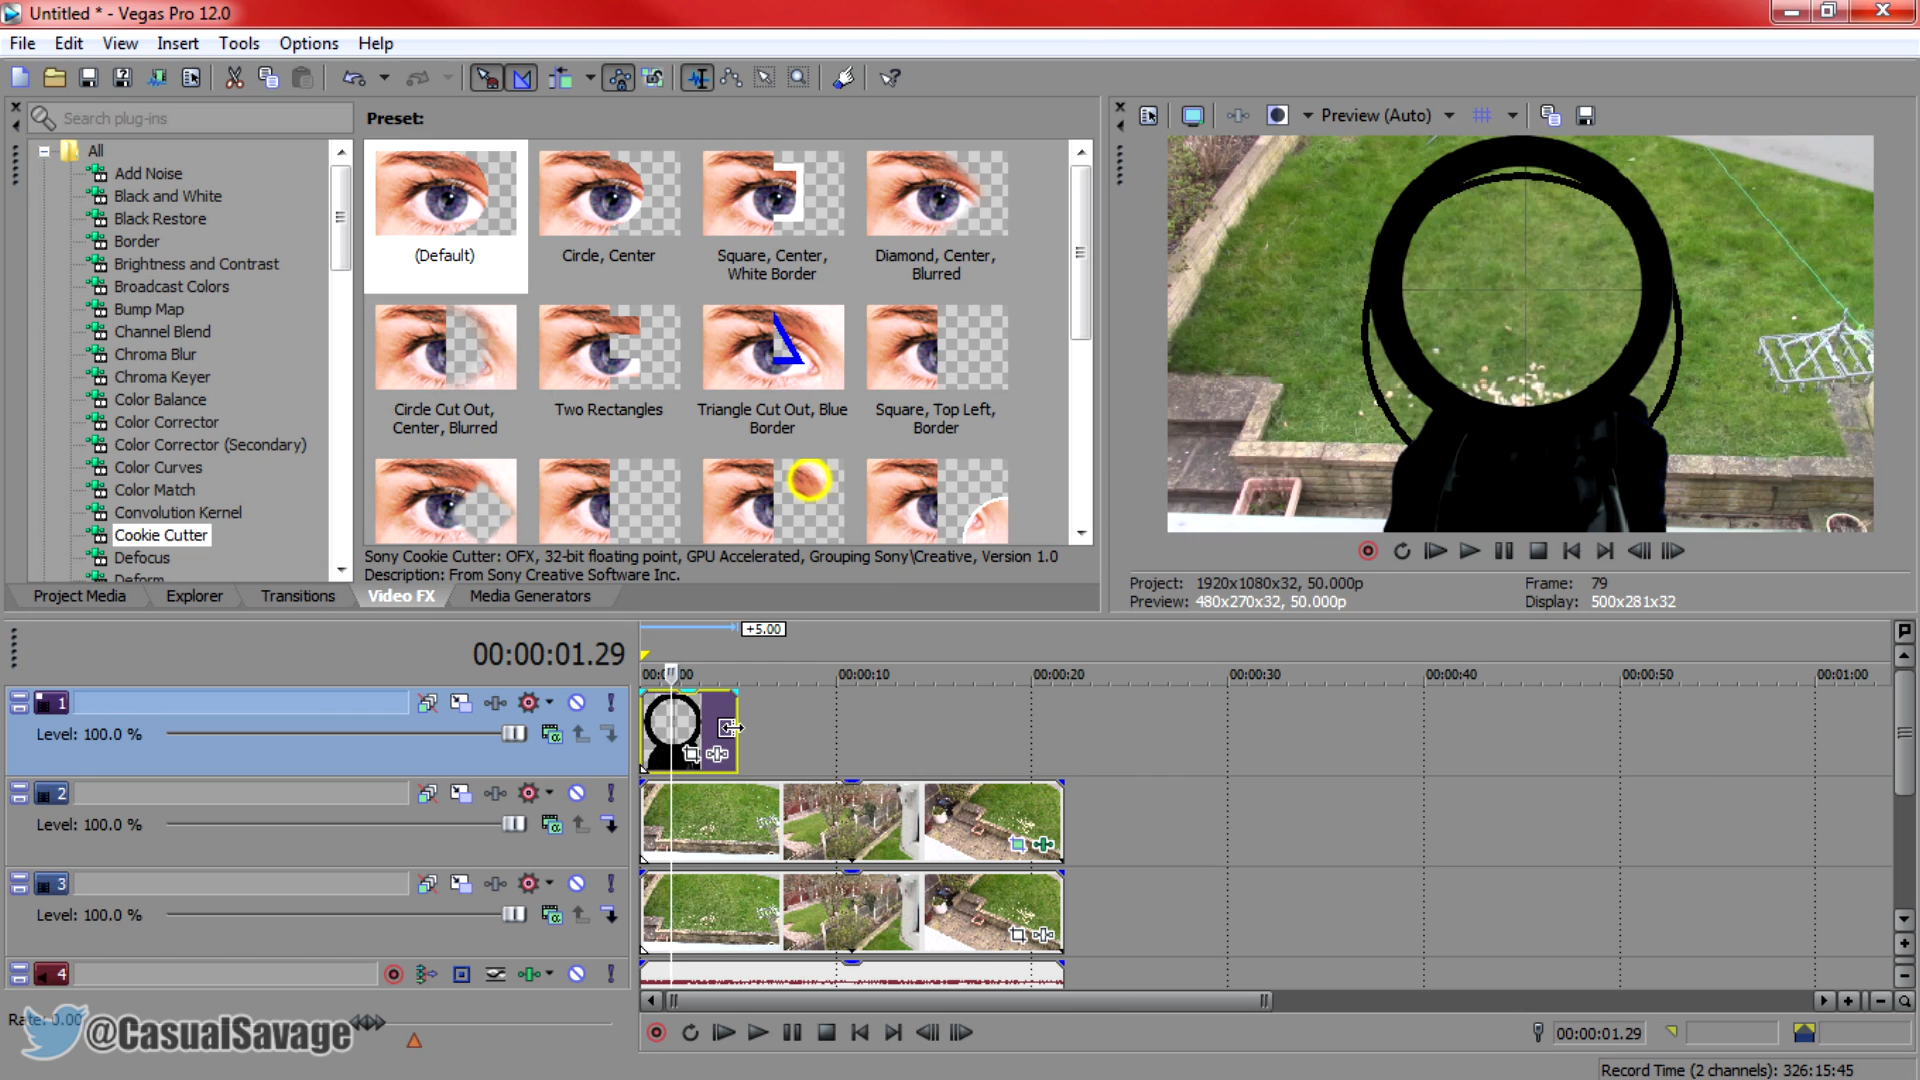 Untitled * - Vegas Pro 12.0
File Edit View Insert Tools Options Help
Search plug-ins
Preset:
Preview (Auto)
All
Add Noise
Black and White
Black Restore
Border
Brightness and Contrast
Broadcast Colors
Bump Map
Channel Blend
Chroma Blur
Chroma Keyer
Color Balance
Color Corrector
Color Corrector (Secondary)
Color Curves
Color Match
Convolution Kernel
Cookie Cutter
Defocus
Deform
(Default)
Circle, Center
Square, Center,
White Border
Diamond, Center,
Blurred
Circle Cut Out,
Center, Blurred
Two Rectangles
Triangle Cut Out, Blue
Border
Square, Top Left,
Border
Sony Cookie Cutter: OFX, 32-bit floating point, GPU Accelerated, Grouping Sony\Creative, Version 1.0
Description: From Sony Creative Software Inc.
Project Media Explorer Transitions Video FX Media Generators
Project: 1920x1080x32, 50.000p Frame: 79
Preview: 480x270x32, 50.000p Display: 500x281x32
+5.00
00:00:01.29
00:00:10 00:00:20 00:00:30 00:00:40 00:00:50 00:01:00
1
Level: 100.0 %
2
Level: 100.0 %
3
Level: 100.0 %
4
Rate: 0.00
@CasualSavage
00:00:01.29
Record Time (2 channels): 326:15:45